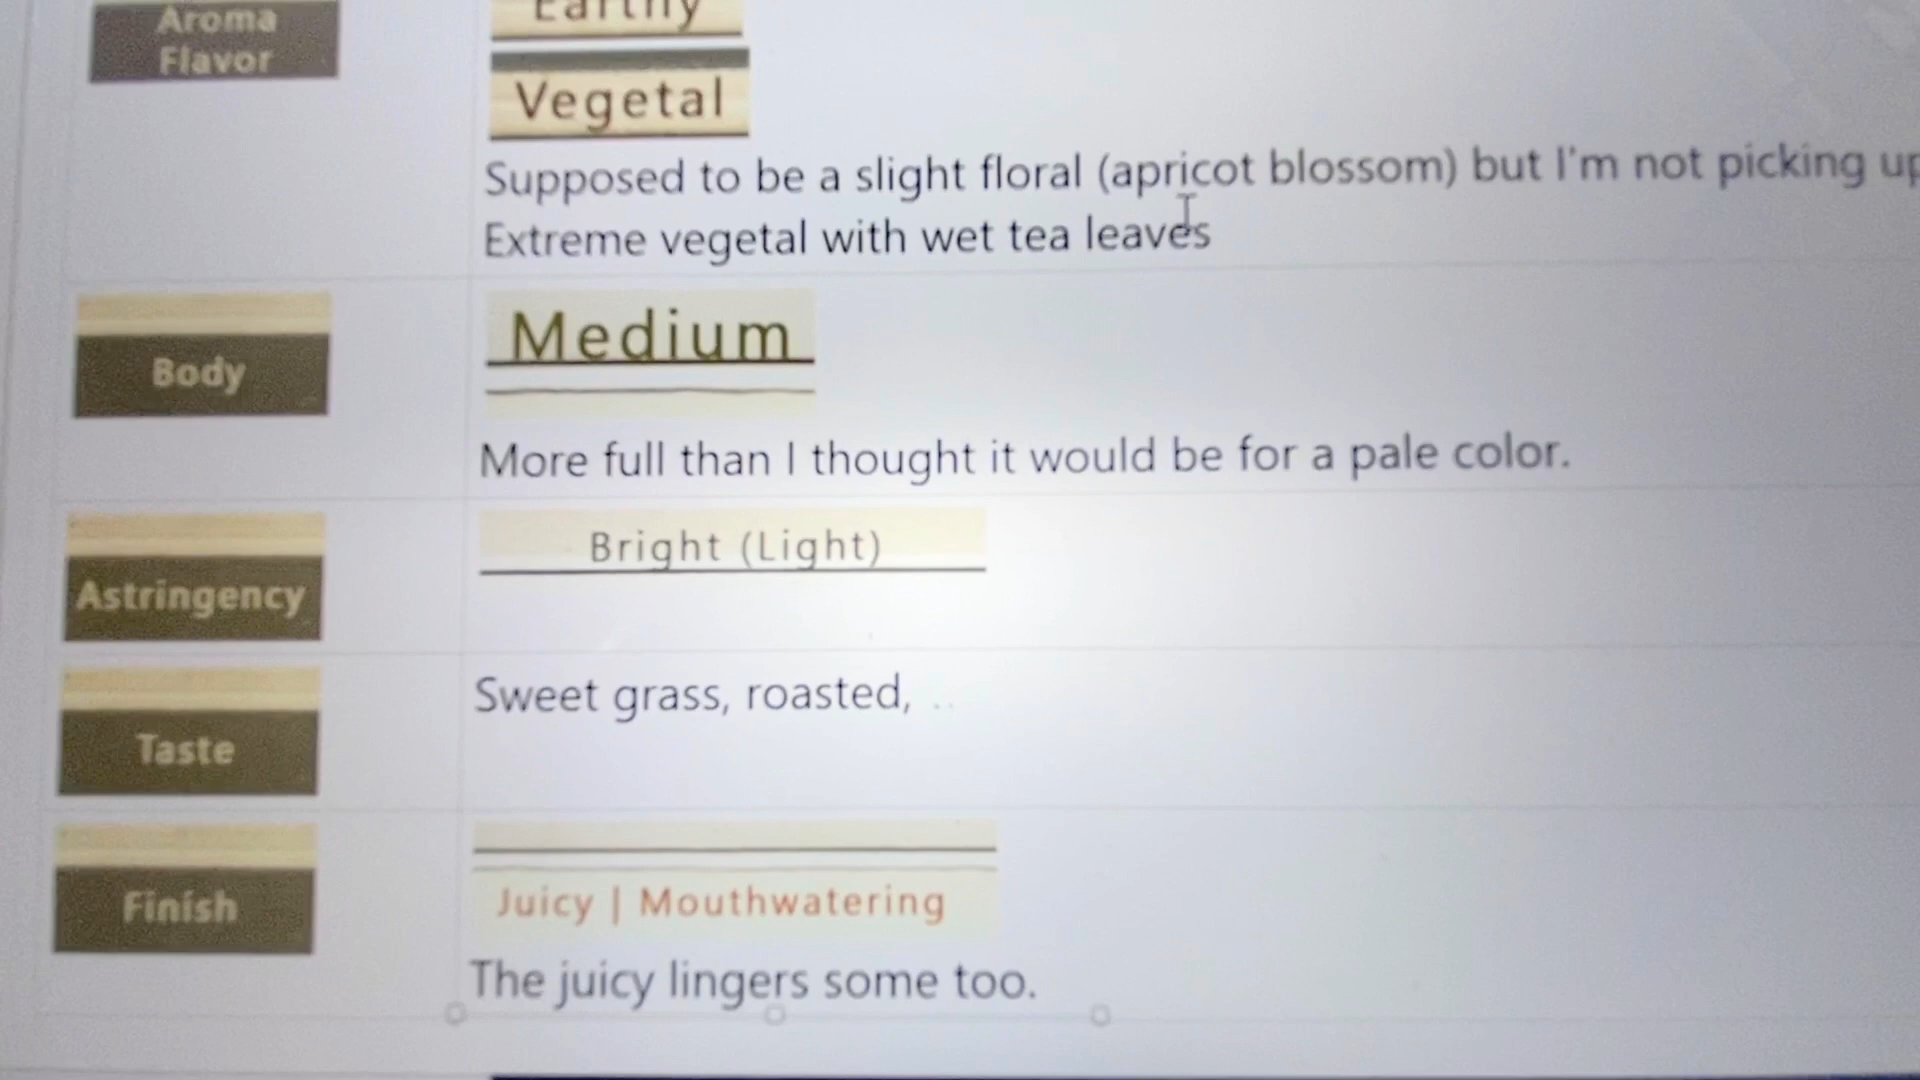 Aroma
Flavor
Earthy
Vegetal
Supposed to be a slight floral (apricot blossom) but I'm not picking up
Extreme vegetal with wet tea leaves
Body
Medium
More full than I thought it would be for a pale color.
Astringency
Bright (Light)
Taste
Sweet grass, roasted, ..
Finish
Juicy | Mouthwatering
The juicy lingers some too.